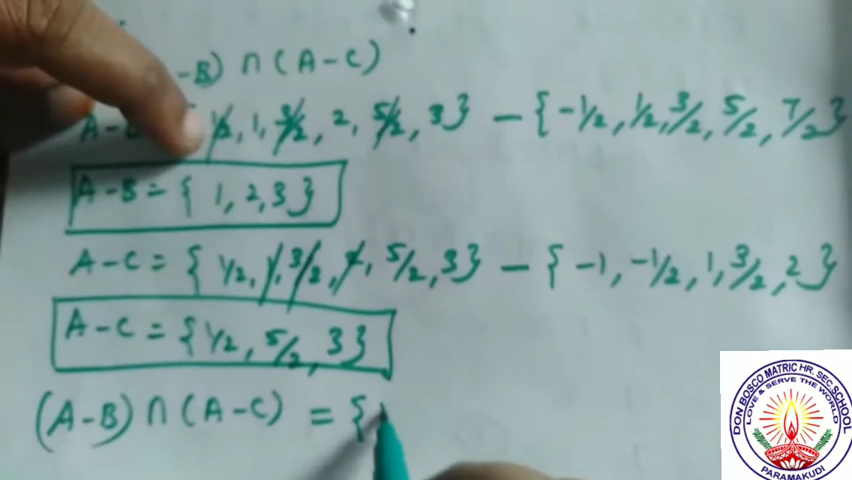 -B) ∩ (A-C)
A-B 1/2, 1, 3/2, 2, 5/2, 3} - {-1/2, 1/2, 3/2, 5/2, 7/2}
A-B = { 1, 2, 3}
A-C = { 1/2, 1, 3/2, 2, 5/2, 3} - { -1, -1/2, 1, 3/2, 2}
A-C = {1/2, 5/2, 3}
(A-B) ∩ (A-C) = {
DON BOSCO MATRIC HR. SEC. SCHOOL
LOVE & SERVE THE WORLD
PARAMAKUDI